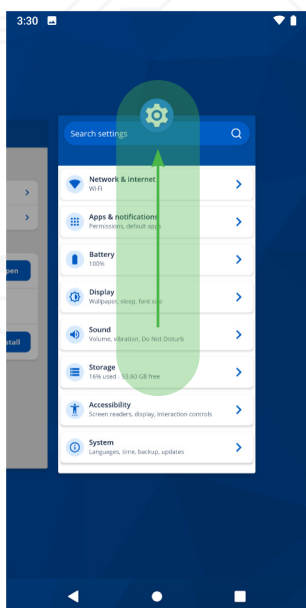 3:30
Search settings
Network & internet
Wi-Fi
Apps & notifications
Permissions, default apps
Battery
100%
Display
Wallpaper, sleep, font size
Sound
Volume, vibration, Do Not Disturb
Storage
16% used - 53.60 GB free
Accessibility
Screen readers, display, interaction controls
System
Languages, time, backup, updates
pen
stall